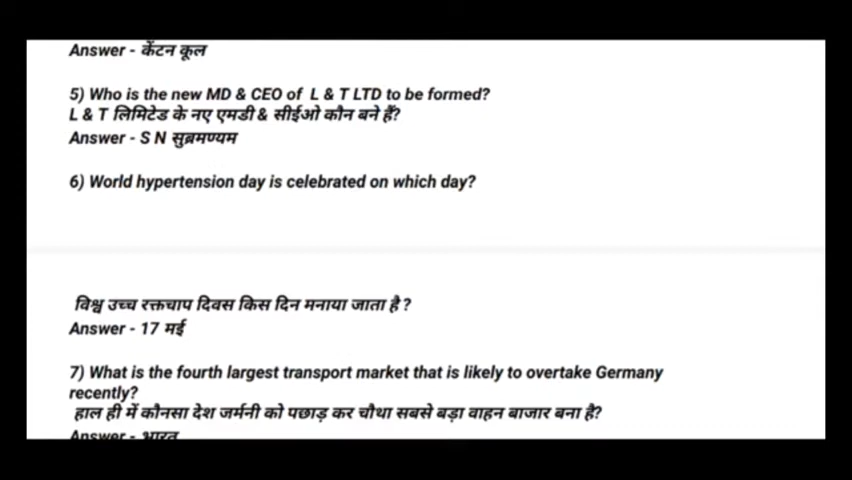 Answer - केंटन कूल
5) Who is the new MD & CEO of L & T LTD to be formed?
L & T लिमिटेड के नए एमडी & सीईओ कौन बने हैं?
Answer - S N सुब्रमण्यम
6) World hypertension day is celebrated on which day?
विश्व उच्च रक्तचाप दिवस किस दिन मनाया जाता है?
Answer - 17 मई
7) What is the fourth largest transport market that is likely to overtake Germany
recently?
हाल ही में कौनसा देश जर्मनी को पछाड़ कर चौथा सबसे बड़ा वाहन बाजार बना है?
Answer - भारत